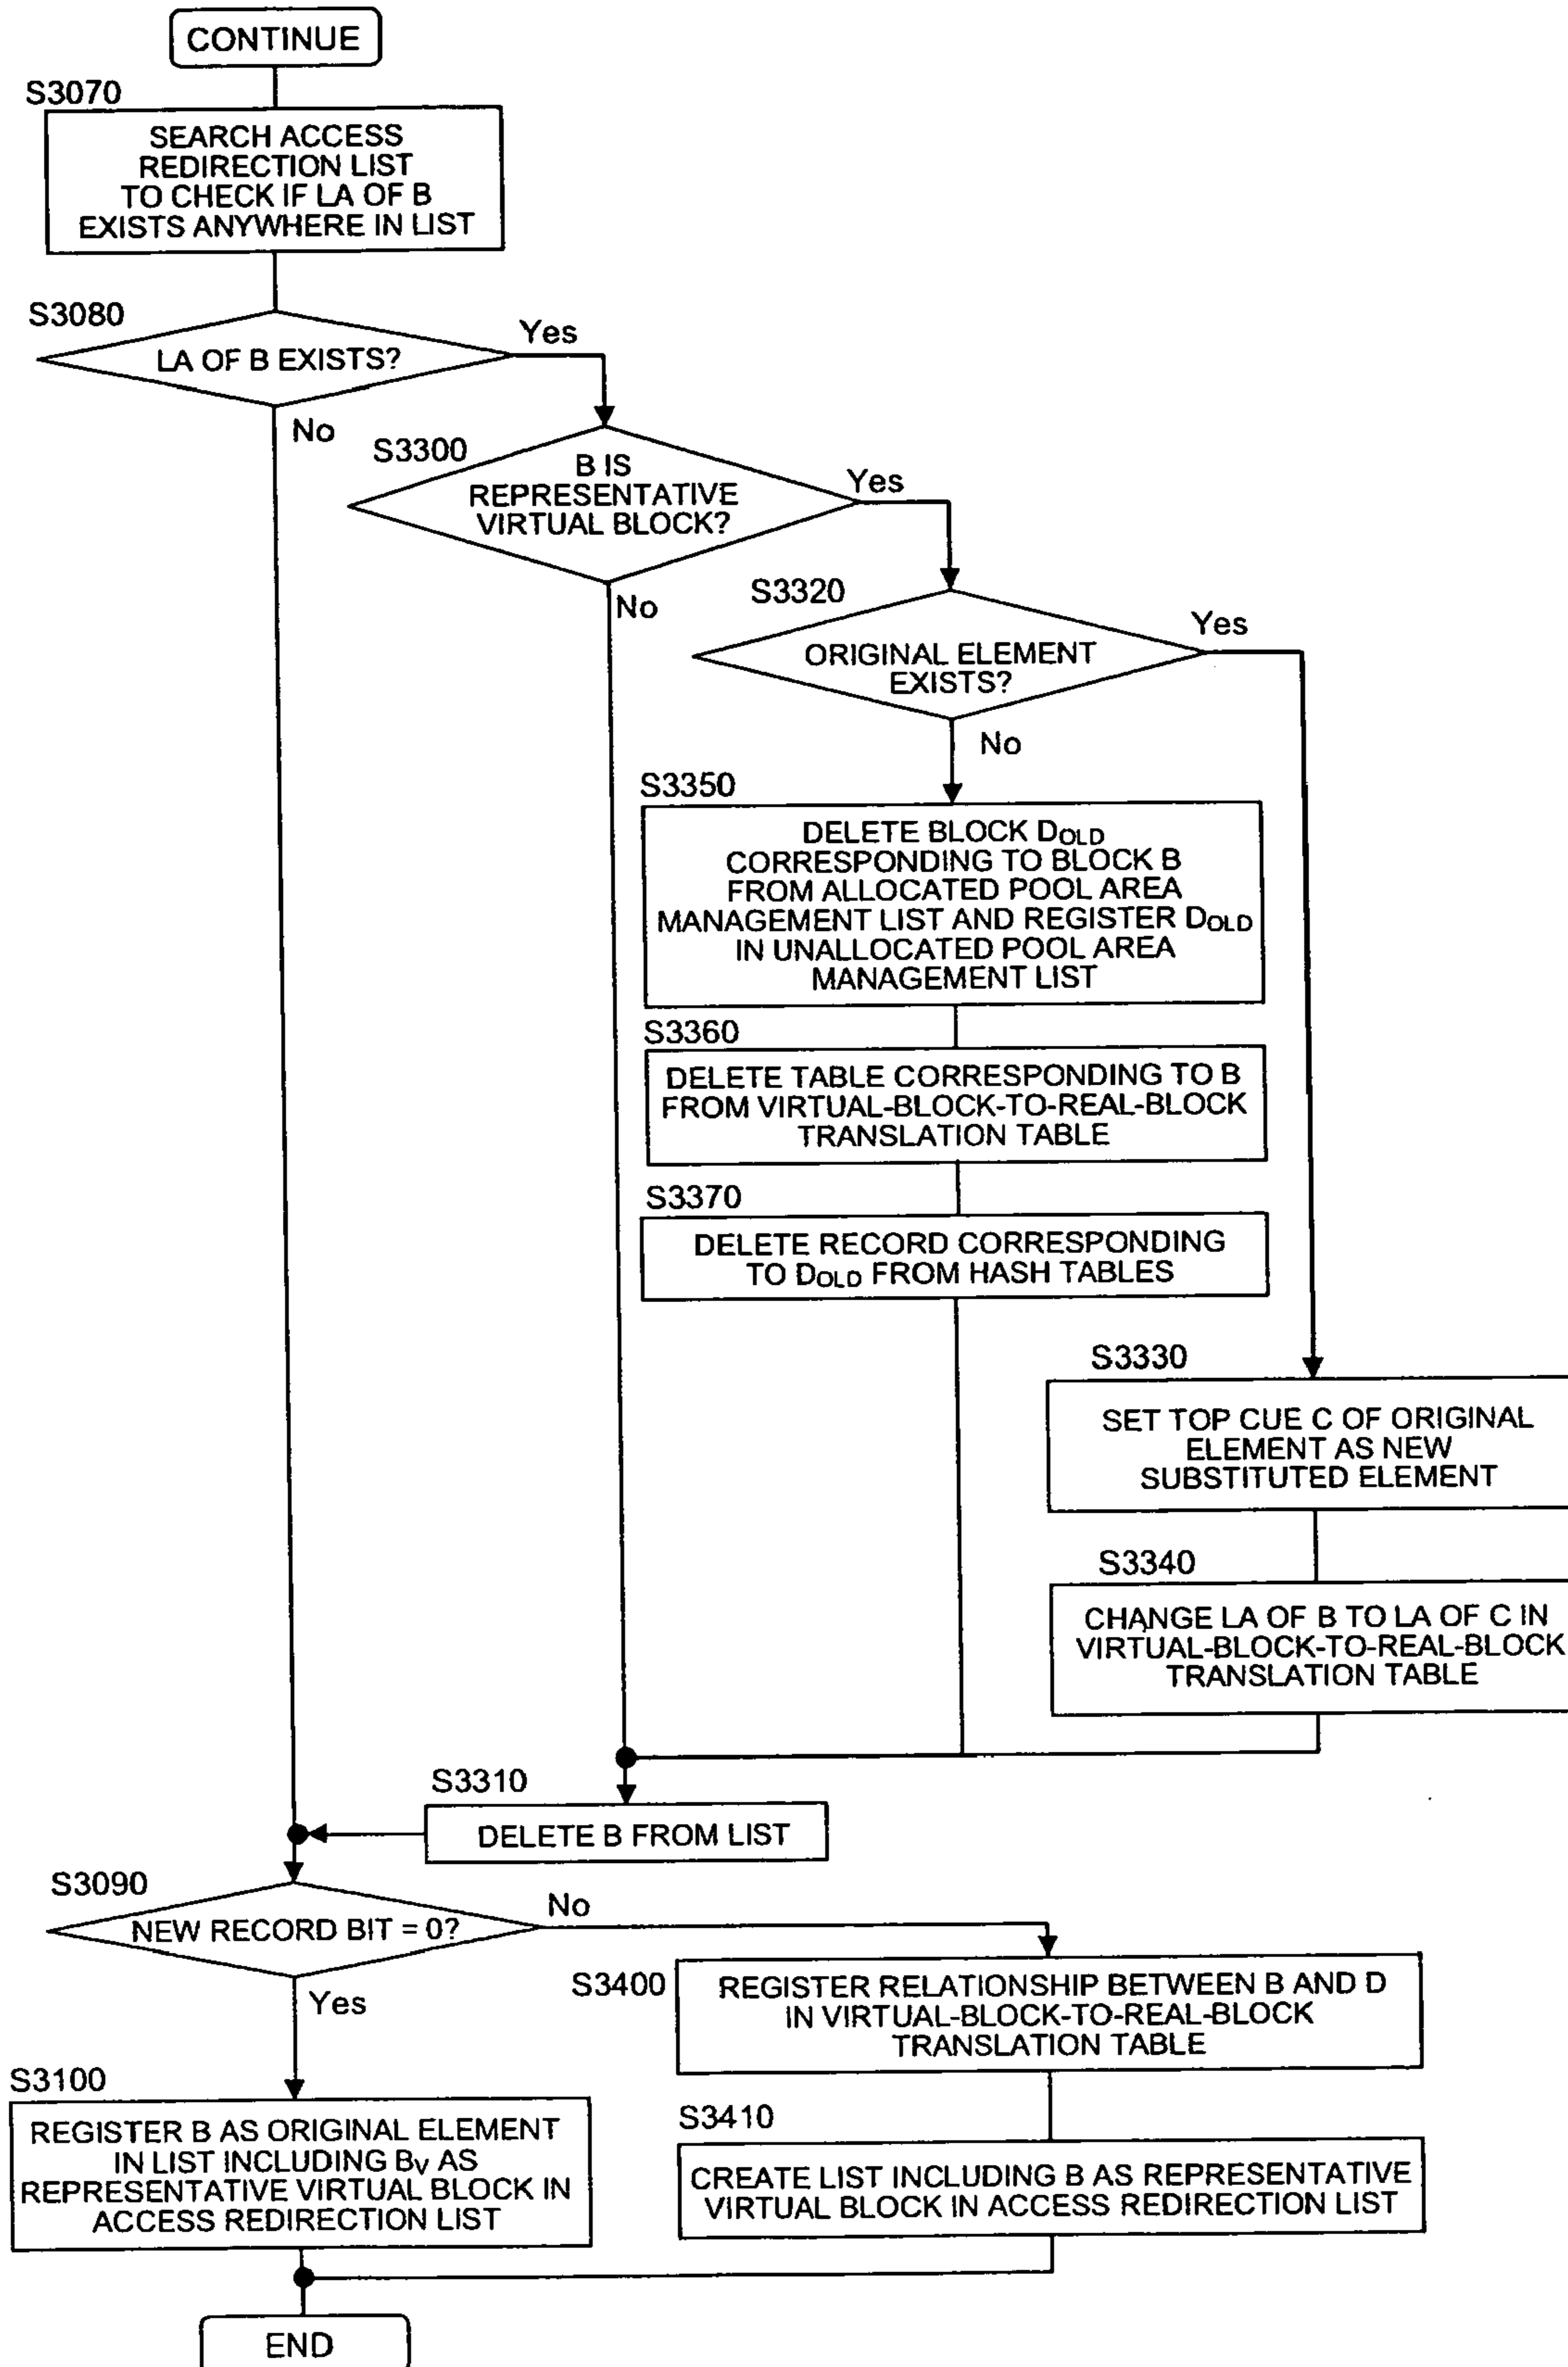 CONTINUE
S3070
SEARCH ACCESS
REDIRECTION LIST
TO CHECK IF LA OF B
EXISTS ANYWHERE IN LIST
S3080
LA OF B EXISTS?
Yes
No
S3300
B IS
REPRESENTATIVE
VIRTUAL BLOCK?
Yes
No
S3320
ORIGINAL ELEMENT
EXISTS?
Yes
No
S3350
DELETE BLOCK DOLD
CORRESPONDING TO BLOCK B
FROM ALLOCATED POOL AREA
MANAGEMENT LIST AND REGISTER DOLD
IN UNALLOCATED POOL AREA
MANAGEMENT LIST
S3360
DELETE TABLE CORRESPONDING TO B
FROM VIRTUAL-BLOCK-TO-REAL-BLOCK
TRANSLATION TABLE
S3370
DELETE RECORD CORRESPONDING
TO DOLD FROM HASH TABLES
S3330
SET TOP CUE C OF ORIGINAL
ELEMENT AS NEW
SUBSTITUTED ELEMENT
S3340
CHANGE LA OF B TO LA OF C IN
VIRTUAL-BLOCK-TO-REAL-BLOCK
TRANSLATION TABLE
S3310
DELETE B FROM LIST
S3090
NEW RECORD BIT = 0?
No
Yes
S3400
REGISTER RELATIONSHIP BETWEEN B AND D
IN VIRTUAL-BLOCK-TO-REAL-BLOCK
TRANSLATION TABLE
S3100
REGISTER B AS ORIGINAL ELEMENT
IN LIST INCLUDING BV AS
REPRESENTATIVE VIRTUAL BLOCK IN
ACCESS REDIRECTION LIST
S3410
CREATE LIST INCLUDING B AS REPRESENTATIVE
VIRTUAL BLOCK IN ACCESS REDIRECTION LIST
END